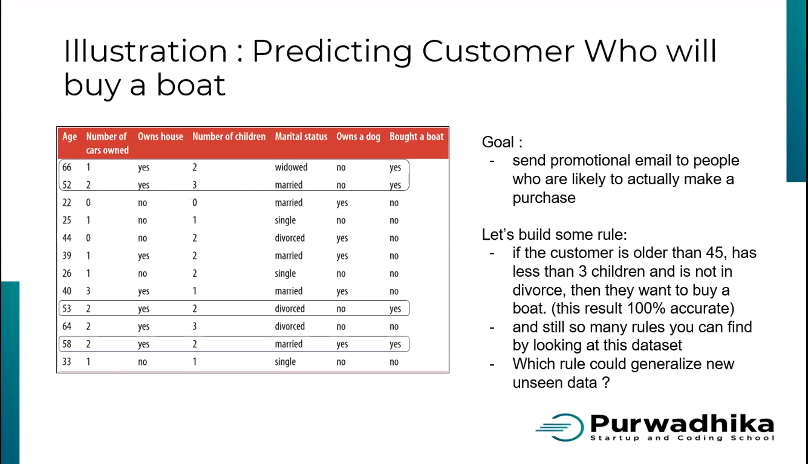 Illustration : Predicting Customer Who will
buy a boat
Age Number of cars owned Owns house Number of children Marital status Owns a dog Bought a boat
66 1 yes 2 widowed no yes
52 2 yes 3 married no yes
22 0 no 0 married yes no
25 1 no 1 single no no
44 0 no 2 divorced yes no
39 1 yes 2 married yes no
26 1 no 2 single no no
40 3 yes 1 married yes no
53 2 yes 2 divorced no yes
64 2 yes 3 divorced no no
58 2 yes 2 married yes yes
33 1 no 1 single no no
Goal :
- send promotional email to people
who are likely to actually make a
purchase
Let's build some rule:
- if the customer is older than 45, has
less than 3 children and is not in
divorce, then they want to buy a
boat. (this result 100% accurate)
- and still so many rules you can find
by looking at this dataset
- Which rule could generalize new
unseen data ?
Purwadhika
Startup and Coding School